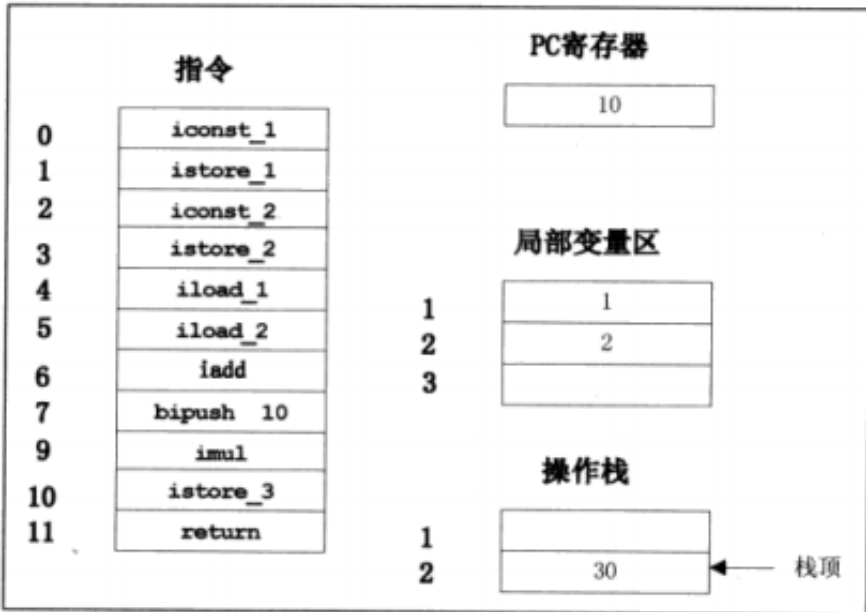 指令
0 iconst_1
1 istore_1
2 iconst_2
3 istore_2
4 iload_1
5 iload_2
6 iadd
7 bipush 10
9 imul
10 istore_3
11 return
PC寄存器
10
局部变量区
1 1
2 2
3
操作栈
1
2 30 栈顶